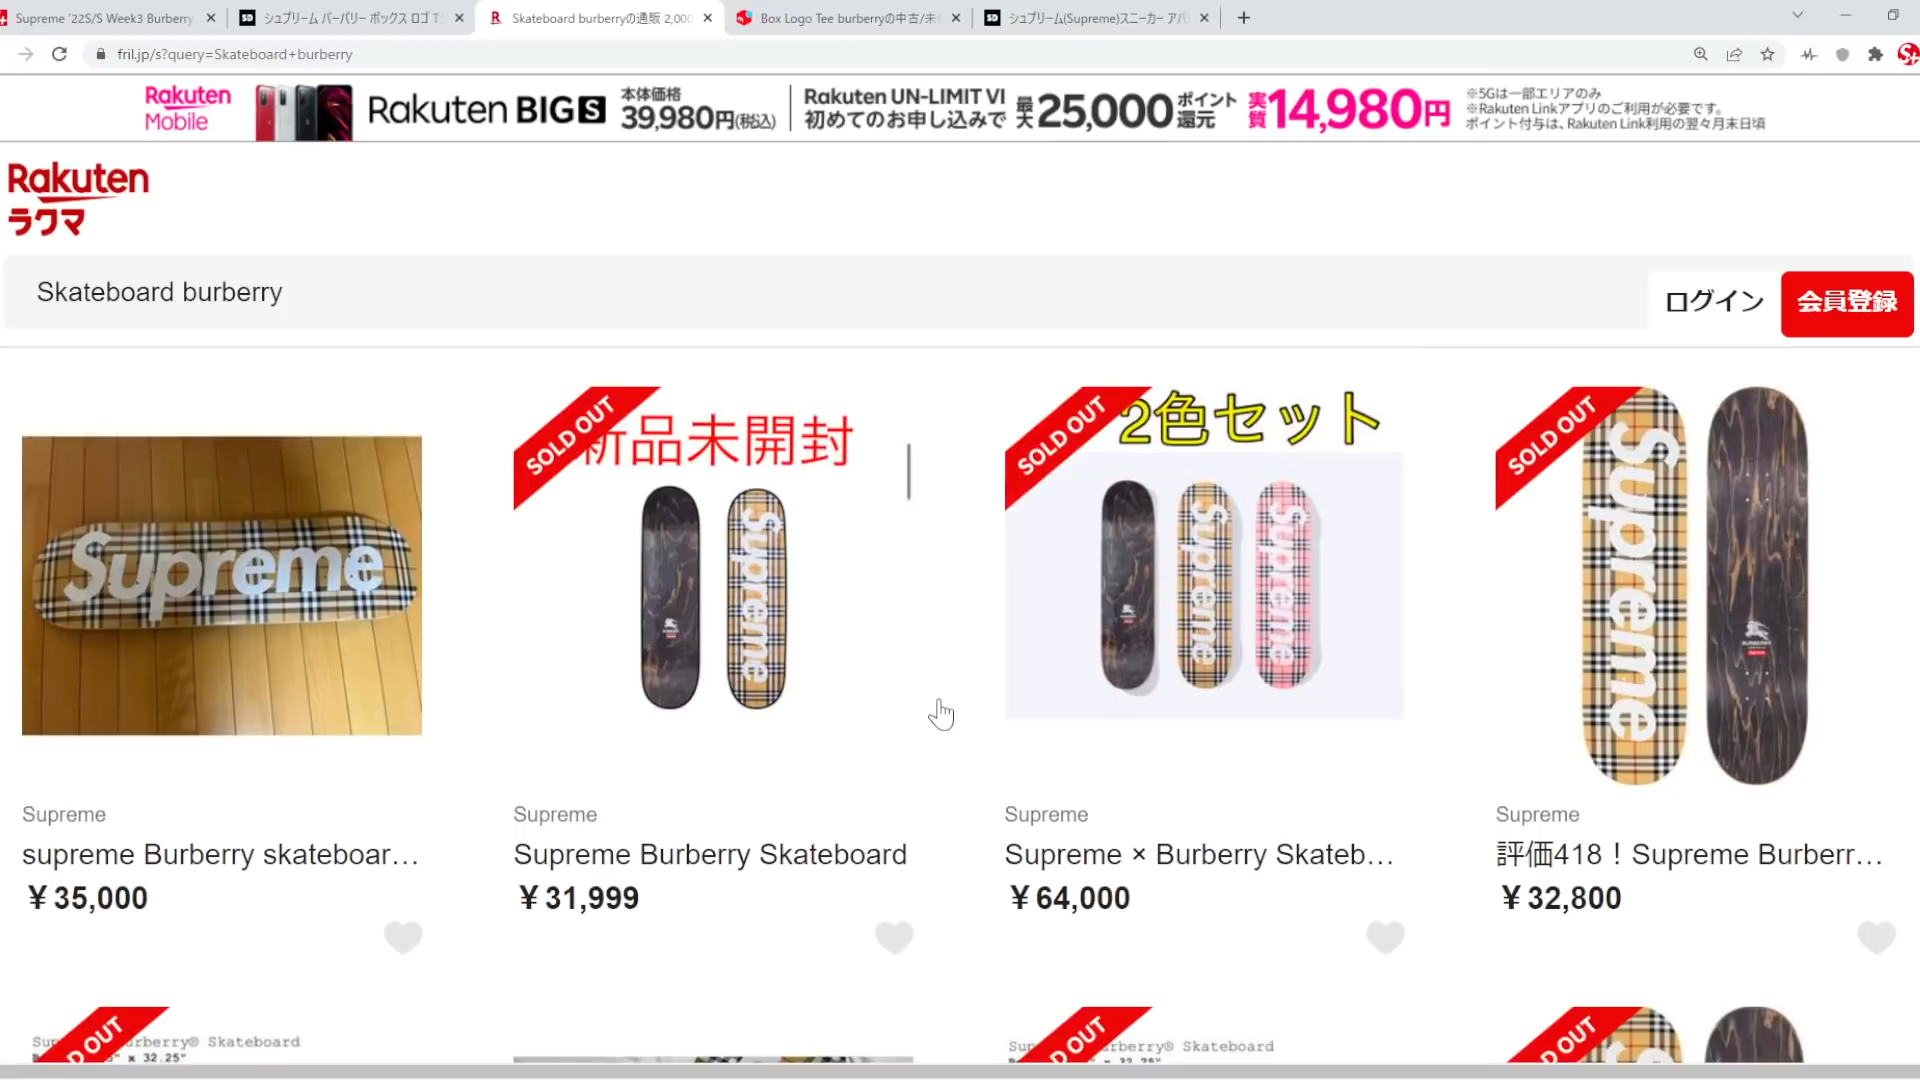 Supreme '22S/S Week3 Burberry
シュプリーム バーバリー ボックス ロゴ T
Skateboard burberryの通販 2,000
Box Logo Tee burberryの中古/未
シュプリーム(Supreme)スニーカー アパ
fril.jp/s?query=Skateboard+burberry
Rakuten
Mobile
Rakuten BIG S
本体価格
39,980円(税込)
Rakuten UN-LIMIT VI
初めてのお申し込みで
最大25,000ポイント還元
実質14,980円
※5Gは一部エリアのみ
※Rakuten Linkアプリのご利用が必要です。
ポイント付与は、Rakuten Link利用の翌々月末日頃
Rakuten
ラクマ
Skateboard burberry
ログイン
会員登録
Supreme
SOLD OUT
新品未開封
Supreme
SOLD OUT
2色セット
Supreme
Supreme
SOLD OUT
Supreme
BURBERRY
Supreme
supreme Burberry skateboar…
¥35,000
Supreme
Supreme Burberry Skateboard
¥31,999
Supreme
Supreme × Burberry Skateb…
¥64,000
Supreme
評価418！Supreme Burberr…
¥32,800
D OUT
Skateboard
x 32.25"
D OUT
Skateboard
D OUT